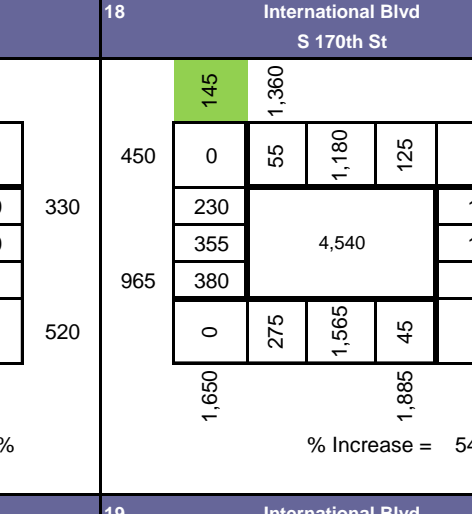 18 International Blvd
S 170th St
145 1,360
450 0 55 1,180 125
330 230
355 4,540
965 380
520 0 275 1,565 45
1,650 1,885
% % Increase =
19 International Blvd